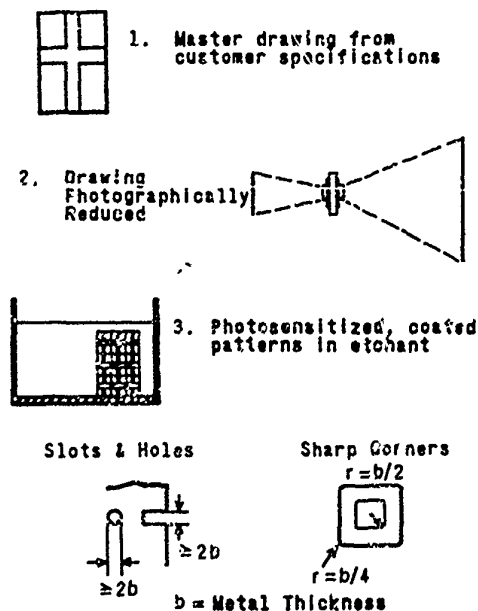 1. Master drawing from
customer specifications
2. Drawing
Photographically
Reduced
3. Photosensitized, coated
patterns in etchant
Slots & Holes
Sharp Corners
r=b/2
≥2b
≥2b
r=b/4
b = Metal Thickness